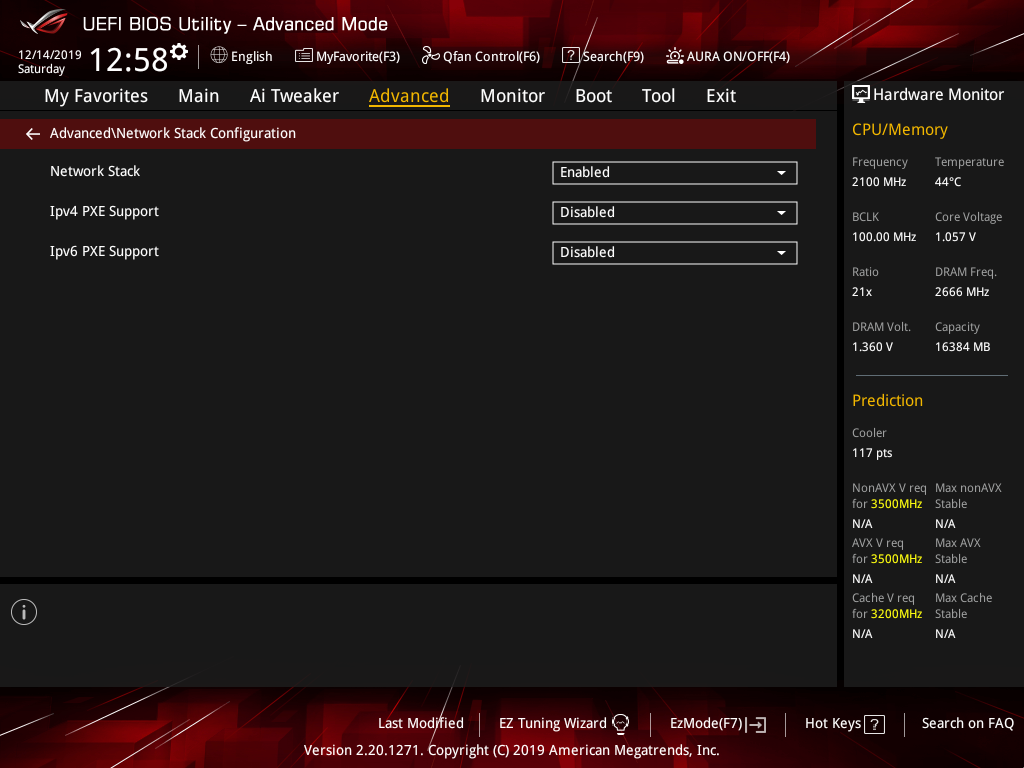 UEFI BIOS Utility – Advanced Mode
12/14/2019
Saturday
12:58
English
MyFavorite(F3)
Qfan Control(F6)
? Search(F9)
AURA ON/OFF(F4)
My Favorites Main Ai Tweaker Advanced Monitor Boot Tool Exit
Advanced\Network Stack Configuration
Network Stack Enabled
Ipv4 PXE Support Disabled
Ipv6 PXE Support Disabled
i
Hardware Monitor
CPU/Memory
Frequency Temperature
2100 MHz 44°C
BCLK Core Voltage
100.00 MHz 1.057 V
Ratio DRAM Freq.
21x 2666 MHz
DRAM Volt. Capacity
1.360 V 16384 MB
Prediction
Cooler
117 pts
NonAVX V req Max nonAVX
for 3500MHz Stable
N/A N/A
AVX V req Max AVX
for 3500MHz Stable
N/A N/A
Cache V req Max Cache
for 3200MHz Stable
N/A N/A
Last Modified EZ Tuning Wizard EzMode(F7) Hot Keys ? Search on FAQ
Version 2.20.1271. Copyright (C) 2019 American Megatrends, Inc.